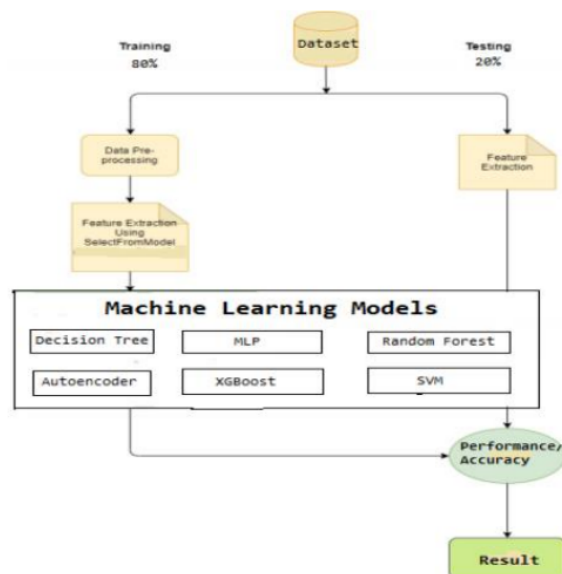 Dataset
Training
80%
Testing
20%
Data Pre-
processing
Feature
Extraction
Feature Extraction
Using
SelectFromModel
Machine Learning Models
Decision Tree
MLP
Random Forest
Autoencoder
XGBoost
SVM
Performance/
Accuracy
Result